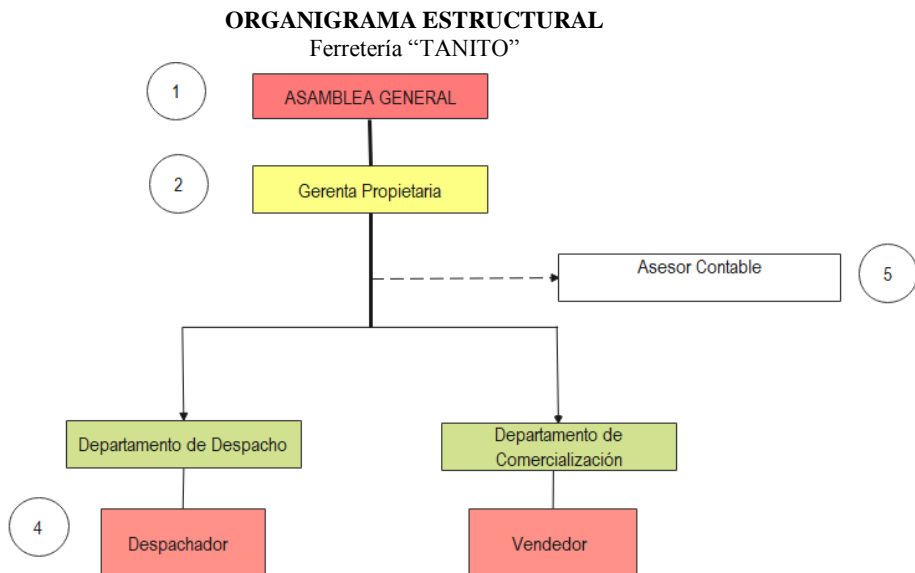 ORGANIGRAMA ESTRUCTURAL
Ferretería “TANITO”
1
ASAMBLEA GENERAL
2
Gerenta Propietaria
Asesor Contable
5
Departamento de Despacho
Departamento de
Comercialización
4
Despachador
Vendedor